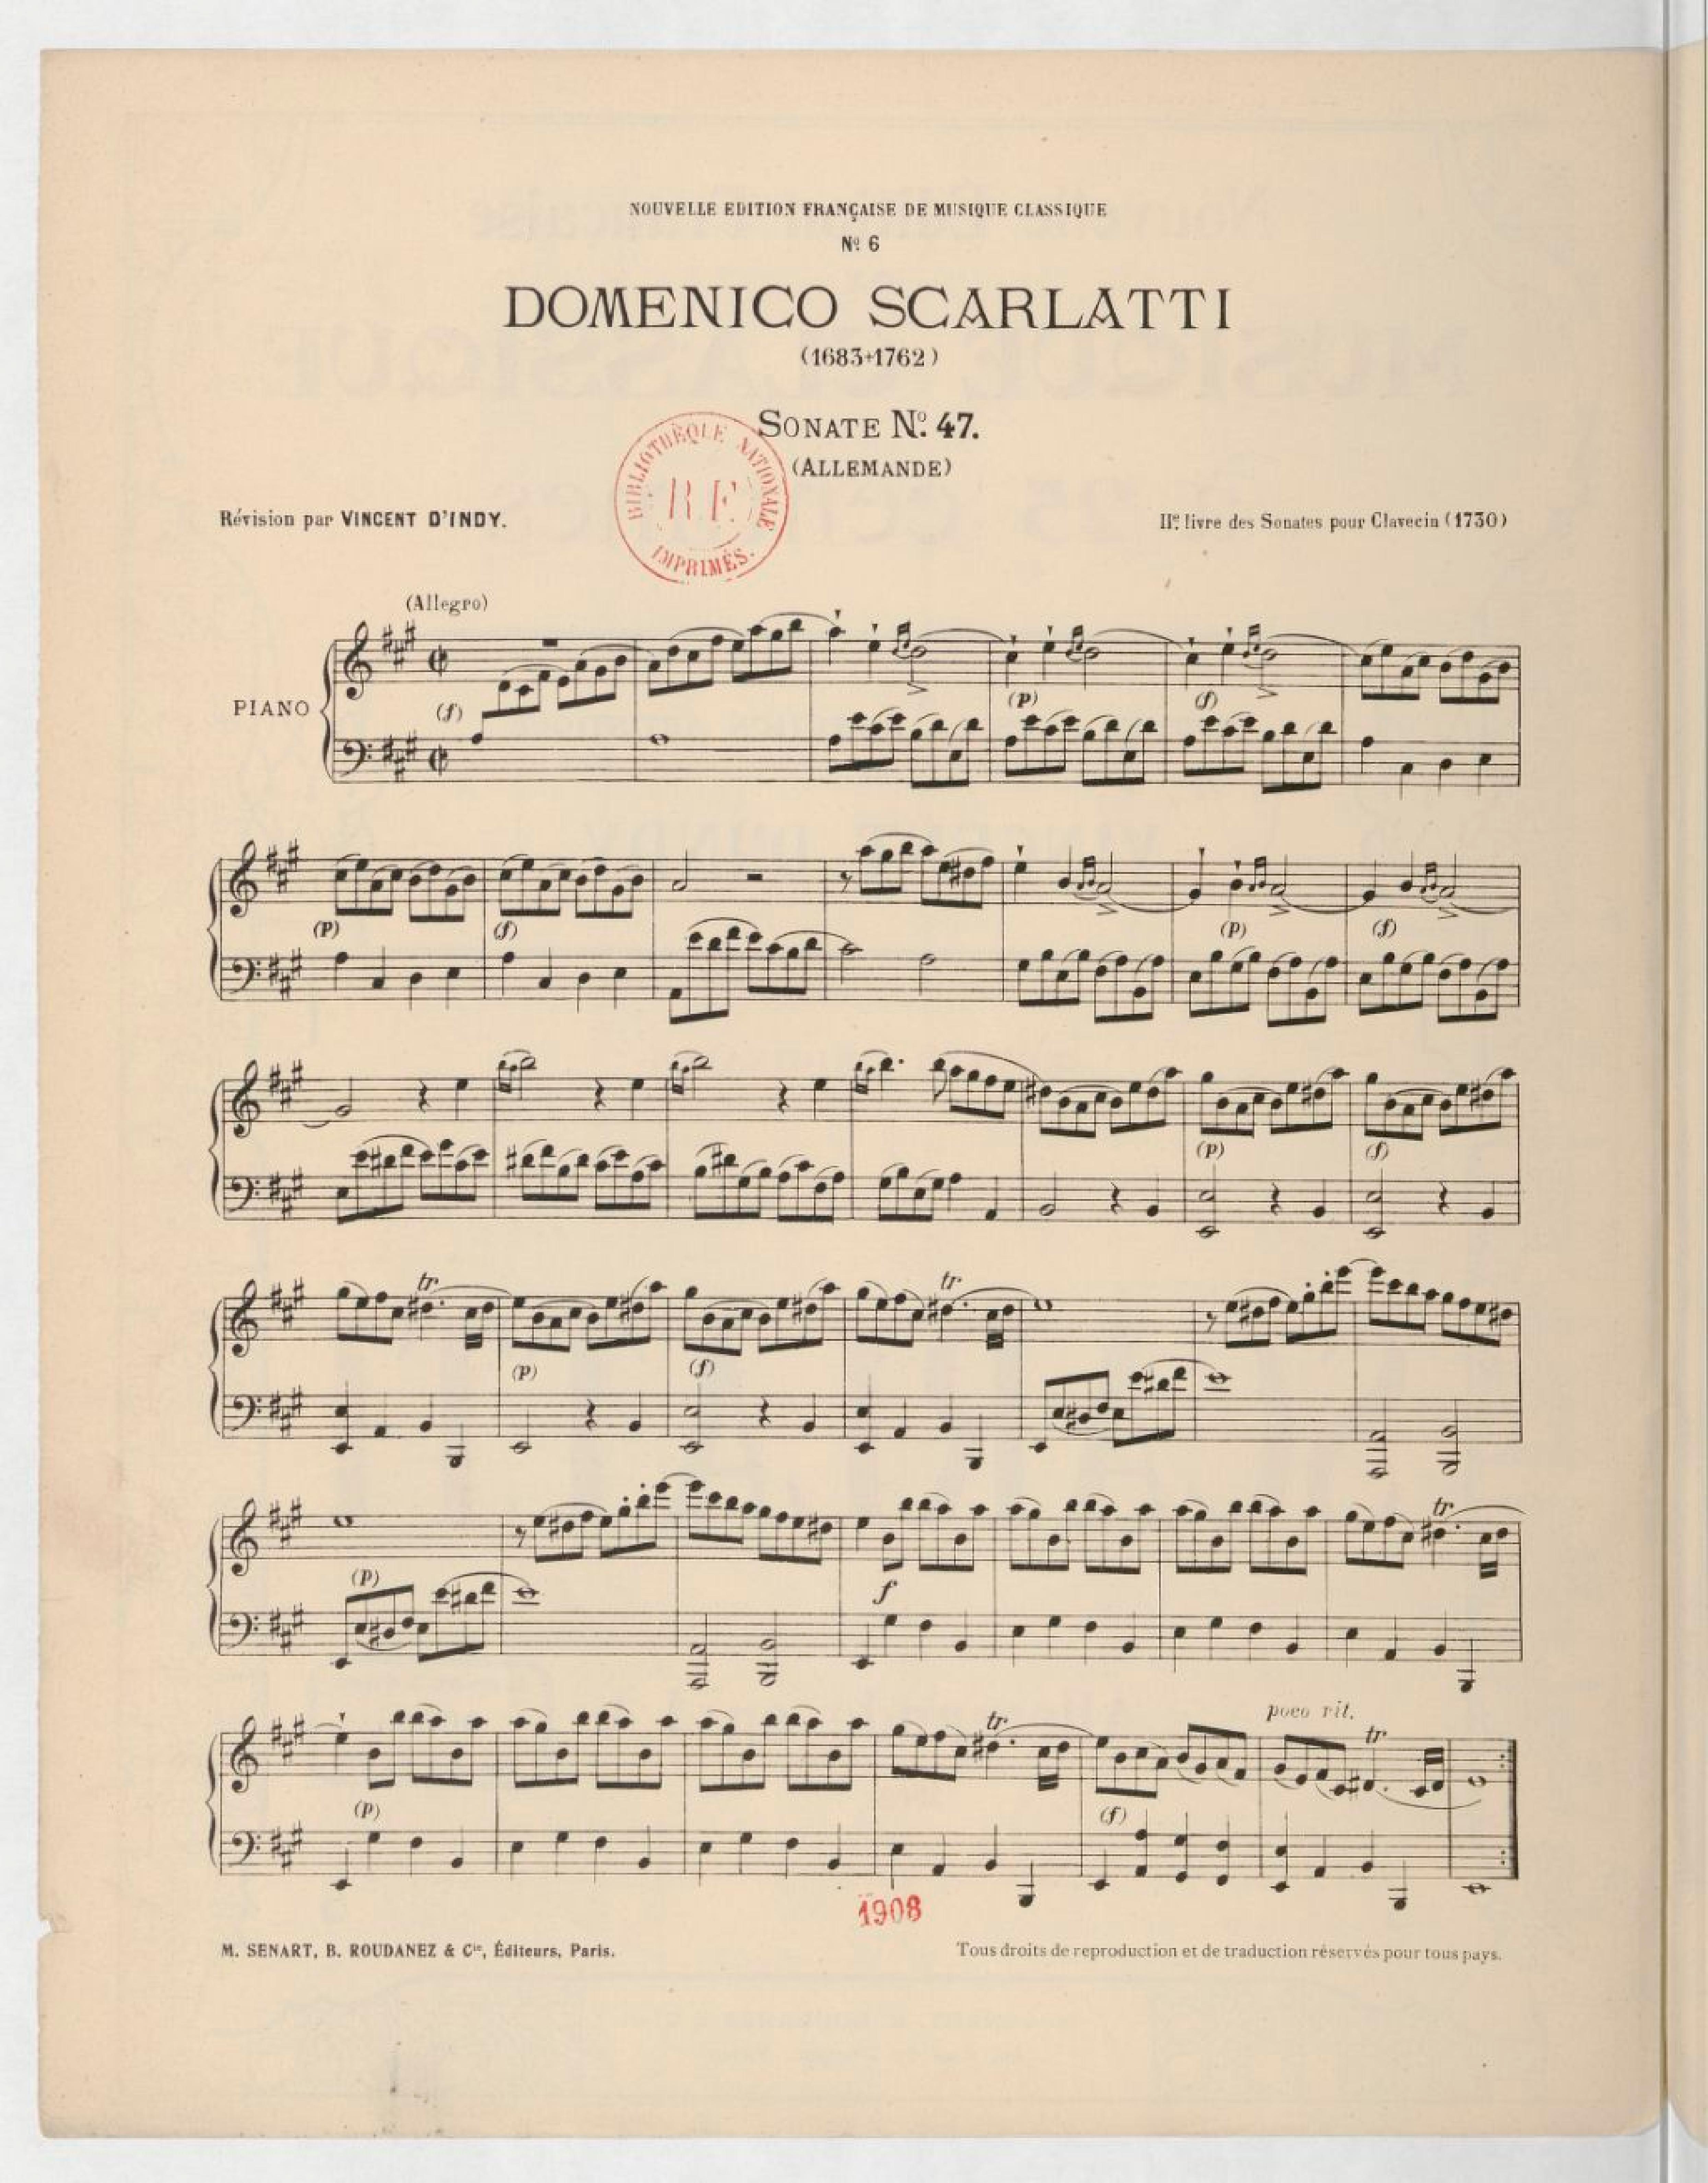 NOUVELLE EDITION FRANÇAISE DE MUSIQUE CLASSIQUE
Nº 6
DOMENICO SCARLATTI
(1683+1762)
SONATE Nº 47.
(ALLEMANDE)
BIBLIOTHÈQUE NATIONALE
R.F.
IMPRIMÉS.
Révision par VINCENT D'INDY.
IIe livre des Sonates pour Clavecin (1730)
(Allegro)
PIANO
(f)
(p)
(f)
(p)
(f)
(p)
(f)
(p)
(f)
tr
tr
(p)
(f)
tr
(p)
f
poco rit.
tr
tr
(p)
(f)
1908
M. SENART, B. ROUDANEZ & Cie, Éditeurs, Paris.
Tous droits de reproduction et de traduction réservés pour tous pays.